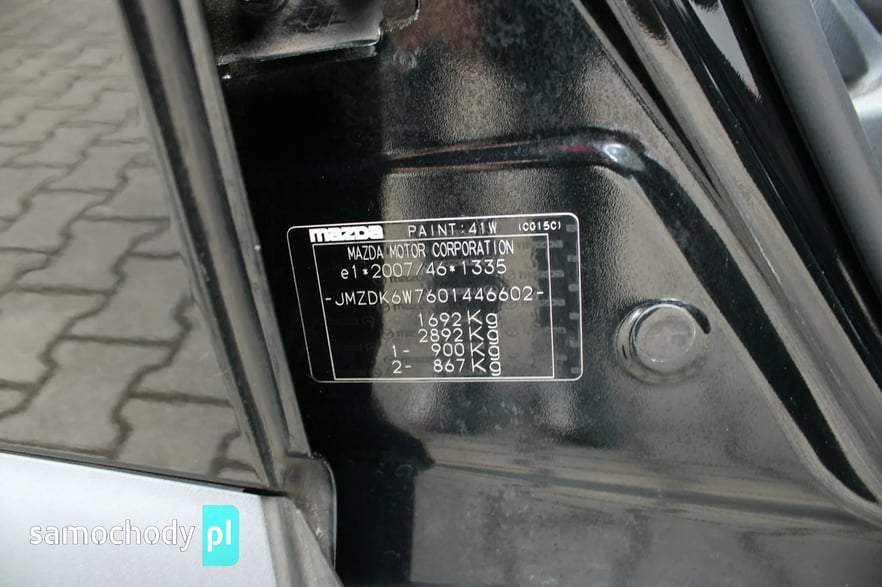 mazda PAINT:41W (CG15C)
MAZDA MOTOR CORPORATION
e1*2007/46*1335
-JMZDK6W7601446602-
1692Kg
2892Kg
1- 900Kg
2- 867Kg
samochody pl